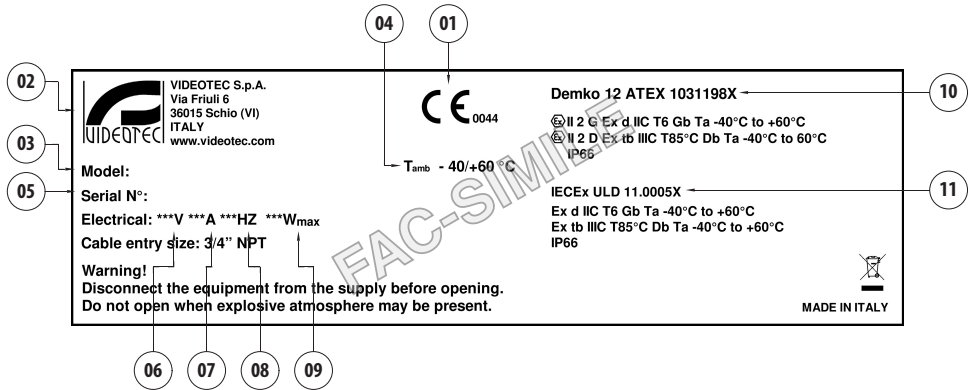 04
01
02
VIDEOTEC
VIDEOTEC S.p.A.
Via Friuli 6
36015 Schio (VI)
ITALY
www.videotec.com
CE 0044
Demko 12 ATEX 1031198X
10
Ex II 2 G Ex d IIC T6 Gb Ta -40°C to +60°C
Ex II 2 D Ex tb IIIC T85°C Db Ta -40°C to 60°C
IP66
03
Model:
Tamb - 40/+60 °C
05
Serial N°:
IECEx ULD 11.0005X
11
Electrical: ***V ***A ***HZ ***Wmax
Ex d IIC T6 Gb Ta -40°C to +60°C
Ex tb IIIC T85°C Db Ta -40°C to +60°C
IP66
Cable entry size: 3/4” NPT
FAC-SIMILE
Warning!
Disconnect the equipment from the supply before opening.
Do not open when explosive atmosphere may be present.
MADE IN ITALY
06
07
08
09